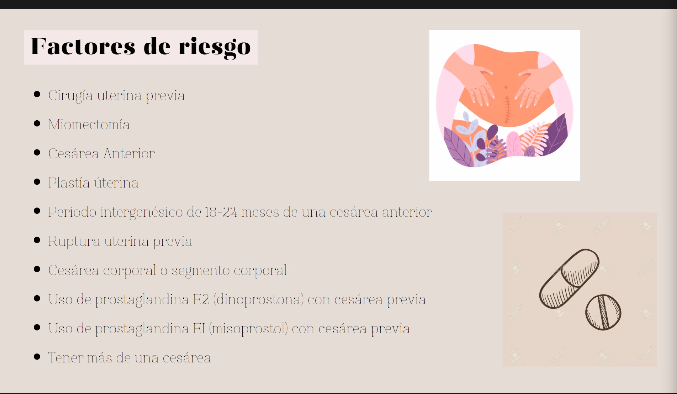 Factores de riesgo
Cirugía uterina previa
Miomectomía
Cesárea Anterior
Plastía úterina
Periodo intergenésico de 18-24 meses de una cesárea anterior
Ruptura uterina previa
Cesárea corporal o segmento corporal
Uso de prostaglandina E2 (dinoprostona) con cesárea previa
Uso de prostaglandina E1 (misoprostol) con cesárea previa
Tener más de una cesárea